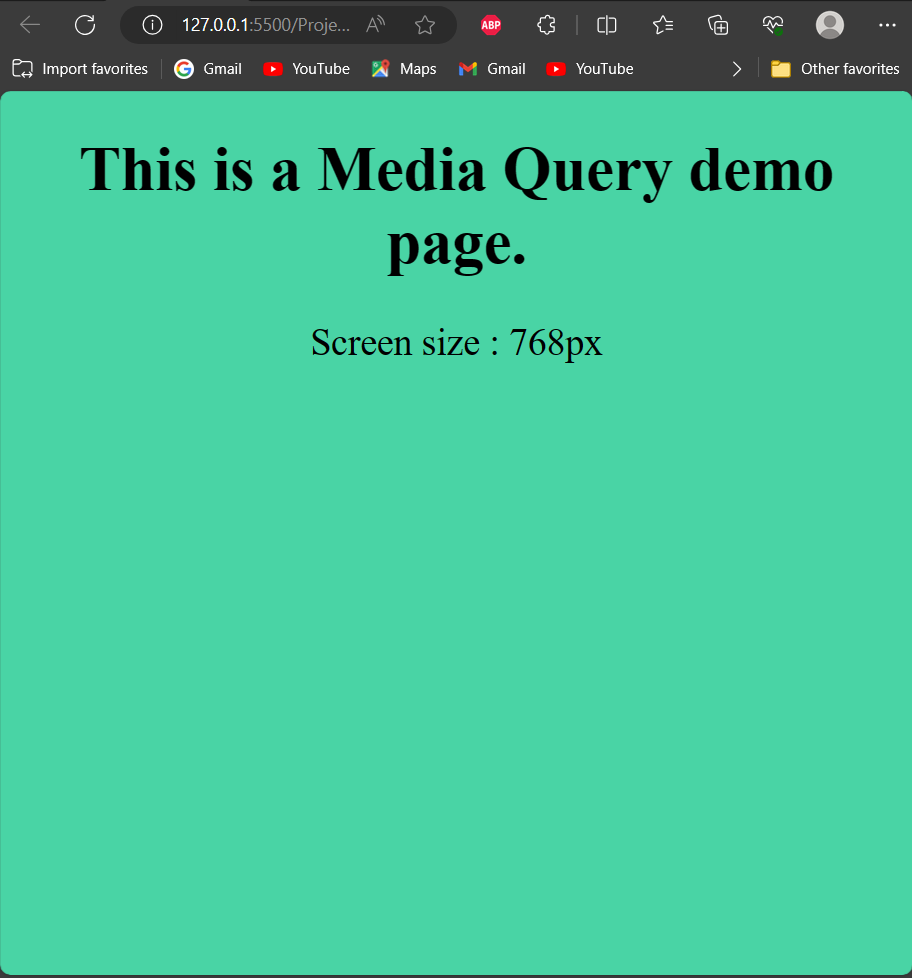 127.0.0.1:5500/Proje...
ABP
Import favorites Gmail YouTube Maps Gmail YouTube Other favorites
This is a Media Query demo
page.
Screen size : 768px